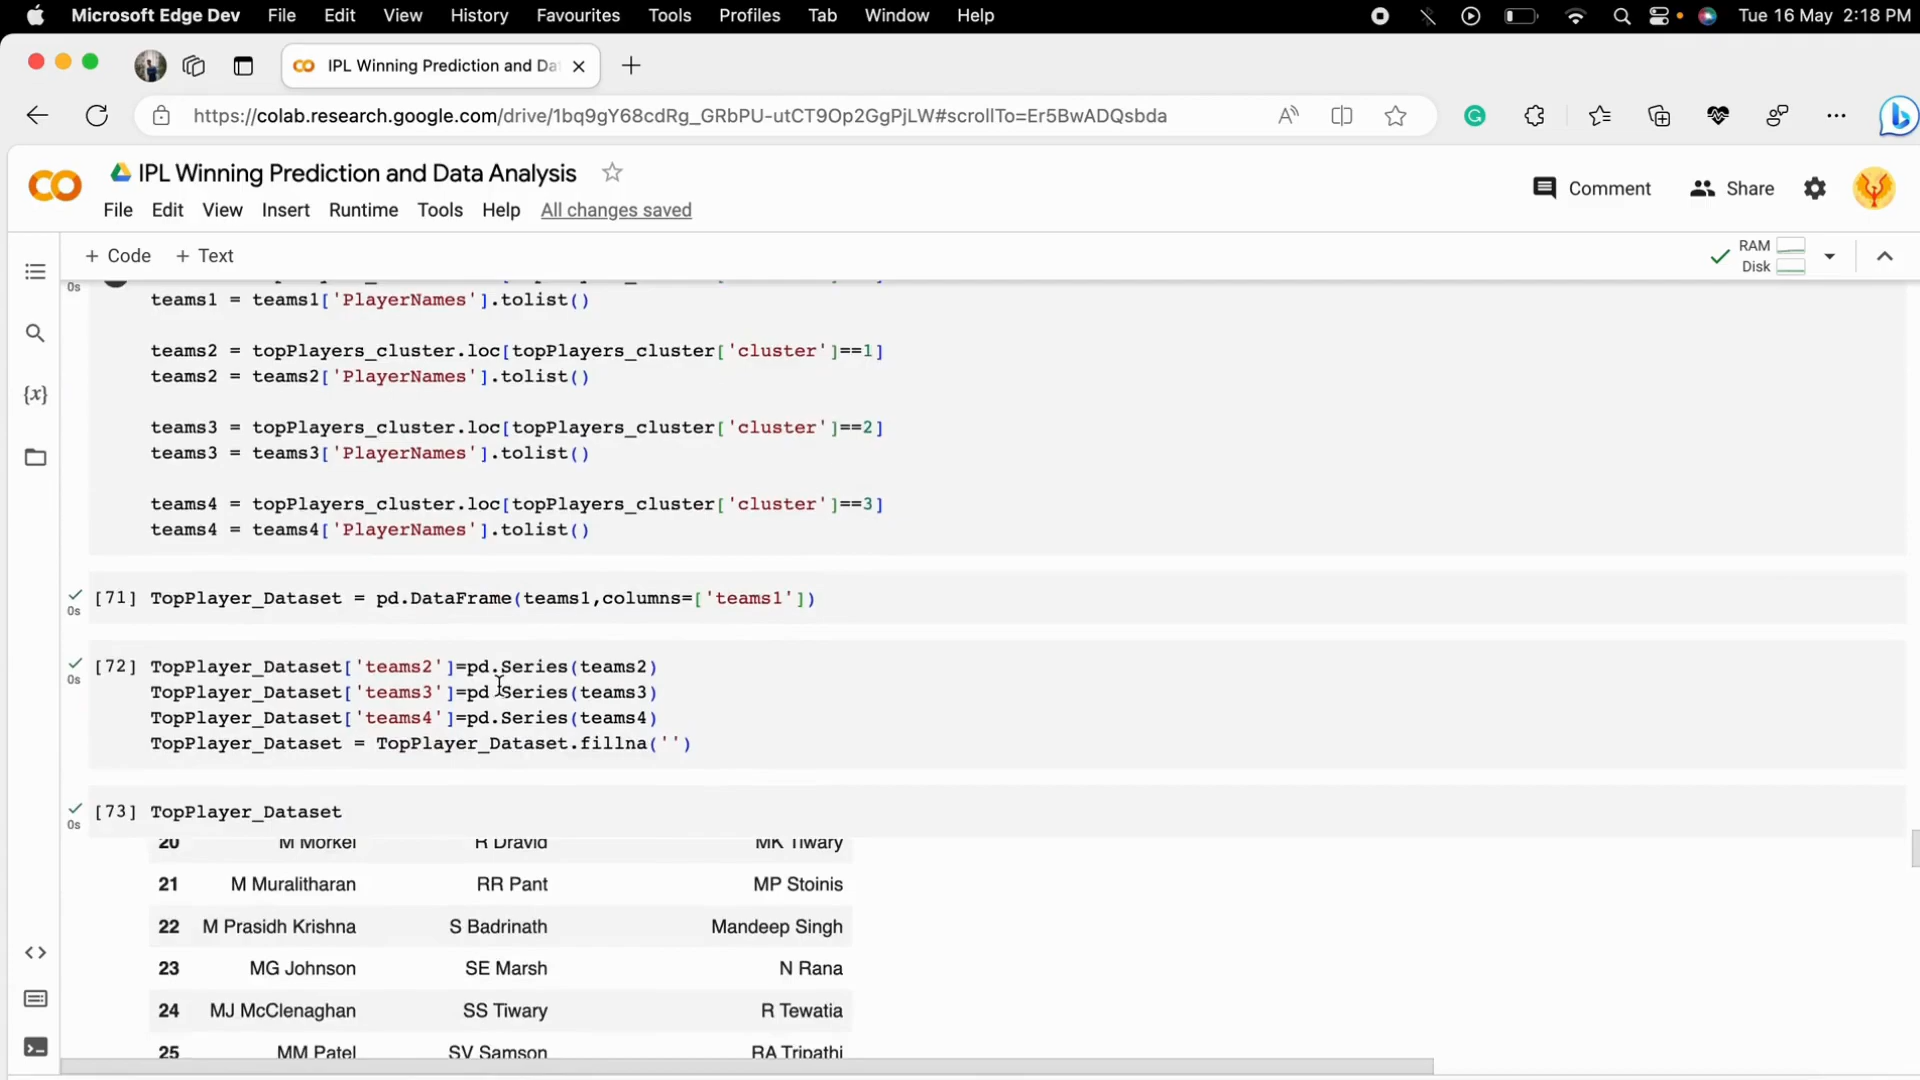 Microsoft Edge Dev File Edit View History Favourites Tools Profiles Tab Window Help Tue 16 May 2:18 PM
IPL Winning Prediction and Da
https://colab.research.google.com/drive/1bq9gY68cdRg_GRbPU-utCT9Op2GgPjLW#scrollTo=Er5BwADQsbda
IPL Winning Prediction and Data Analysis
Comment Share
File Edit View Insert Runtime Tools Help All changes saved
+ Code + Text
RAM
Disk
0s
teams1 = teams1['PlayerNames'].tolist()
teams2 = topPlayers_cluster.loc[topPlayers_cluster['cluster']==1]
teams2 = teams2['PlayerNames'].tolist()
teams3 = topPlayers_cluster.loc[topPlayers_cluster['cluster']==2]
teams3 = teams3['PlayerNames'].tolist()
teams4 = topPlayers_cluster.loc[topPlayers_cluster['cluster']==3]
teams4 = teams4['PlayerNames'].tolist()
[71] TopPlayer_Dataset = pd.DataFrame(teams1,columns=['teams1'])
0s
[72] TopPlayer_Dataset['teams2']=pd.Series(teams2)
0s
TopPlayer_Dataset['teams3']=pd.Series(teams3)
TopPlayer_Dataset['teams4']=pd.Series(teams4)
TopPlayer_Dataset = TopPlayer_Dataset.fillna('')
[73] TopPlayer_Dataset
0s
20 M Morkel R Dravid MK Tiwary
21 M Muralitharan RR Pant MP Stoinis
22 M Prasidh Krishna S Badrinath Mandeep Singh
23 MG Johnson SE Marsh N Rana
24 MJ McClenaghan SS Tiwary R Tewatia
25 MM Patel SV Samson RA Tripathi